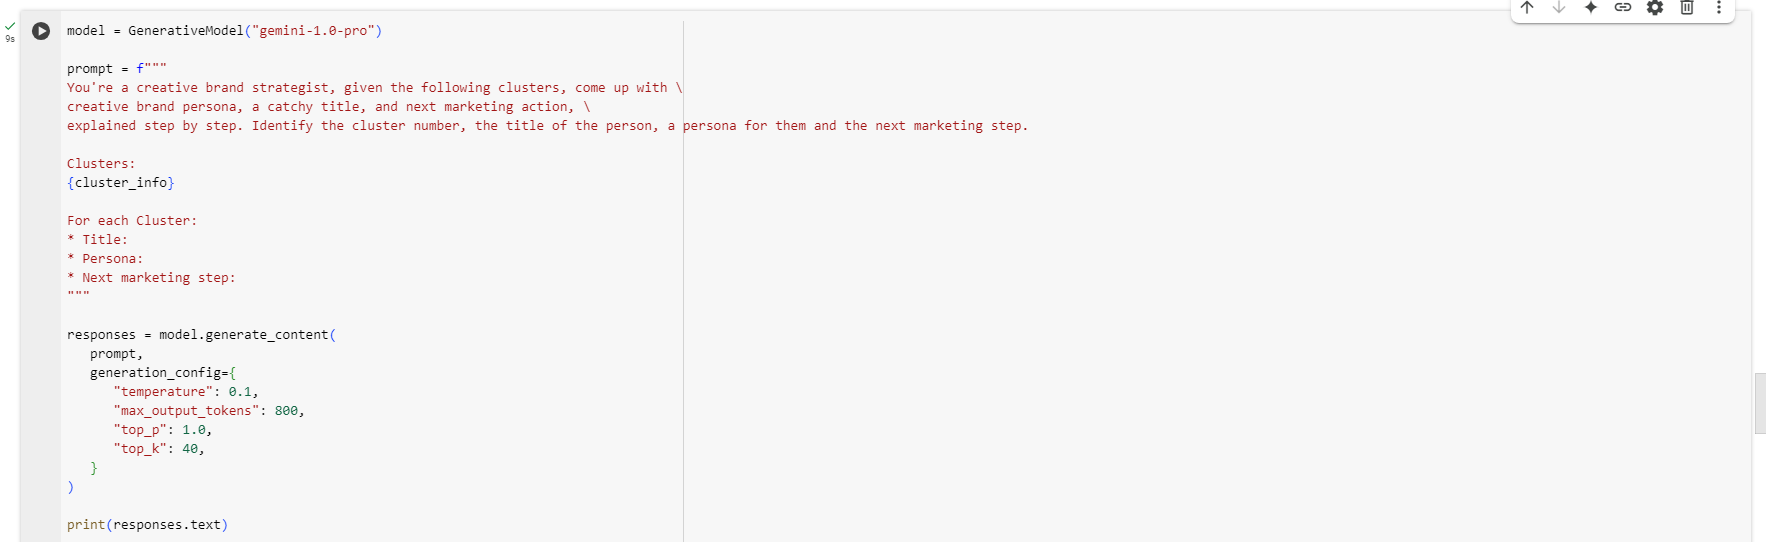 9s
model = GenerativeModel("gemini-1.0-pro")
prompt = f"""
You're a creative brand strategist, given the following clusters, come up with \
creative brand persona, a catchy title, and next marketing action, \
explained step by step. Identify the cluster number, the title of the person, a persona for them and the next marketing step.
Clusters:
{cluster_info}
For each Cluster:
* Title:
* Persona:
* Next marketing step:
"""
responses = model.generate_content(
prompt,
generation_config={
"temperature": 0.1,
"max_output_tokens": 800,
"top_p": 1.0,
"top_k": 40,
}
)
print(responses.text)